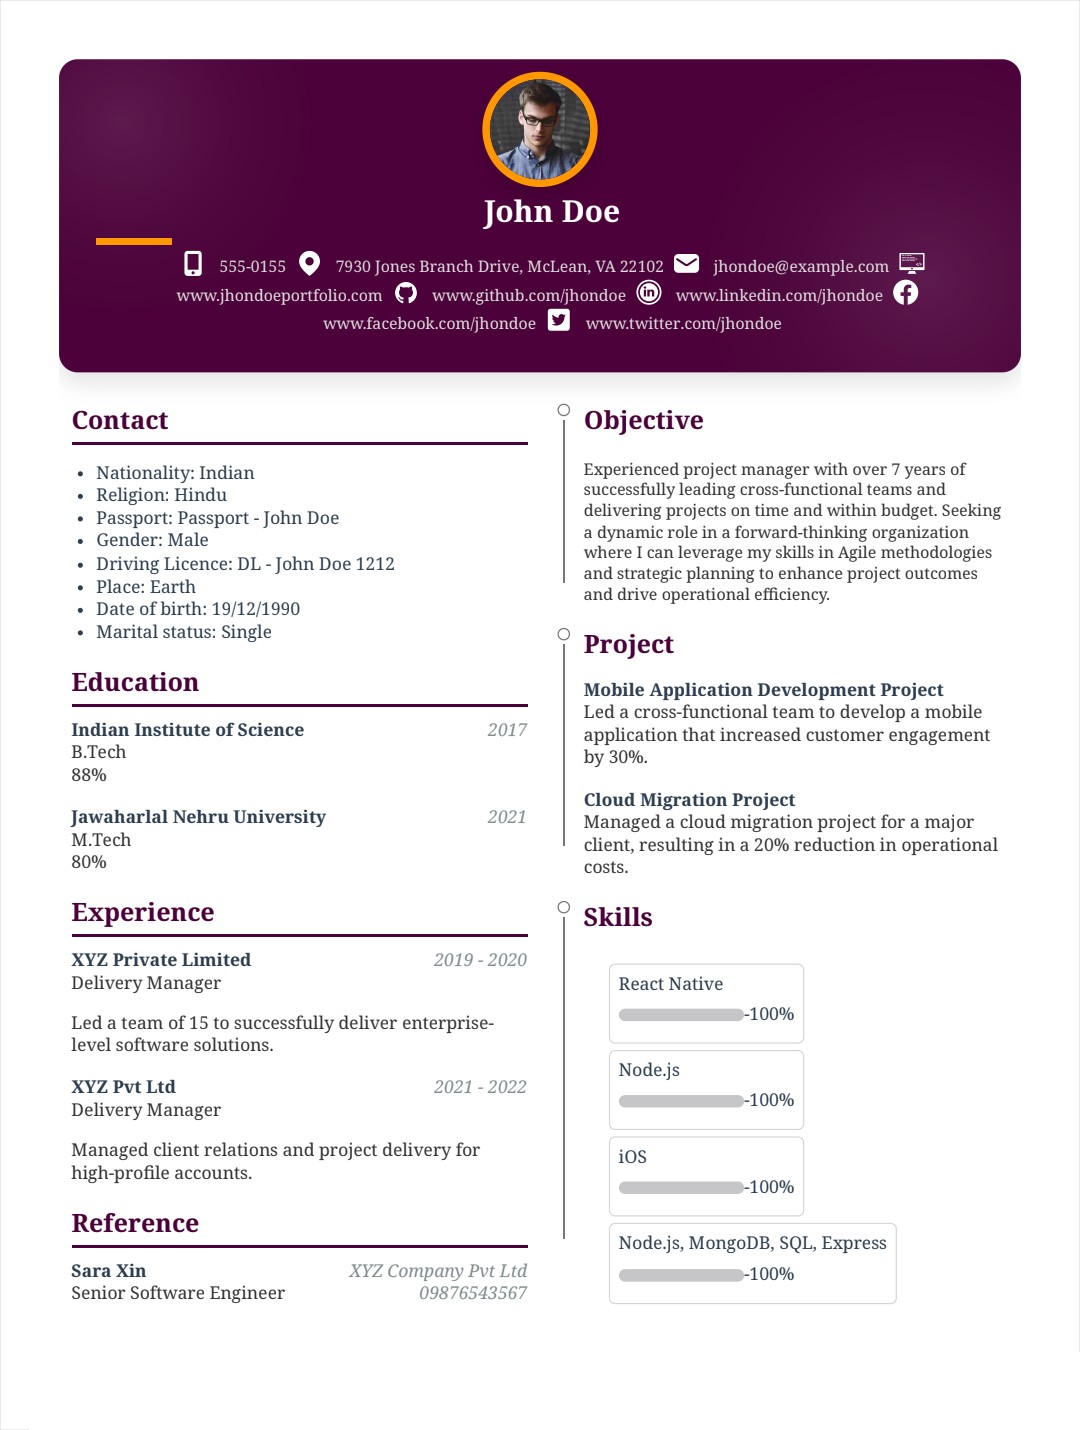 John Doe
555-0155 7930 Jones Branch Drive, McLean, VA 22102 jhondoe@example.com
www.jhondoeportfolio.com www.github.com/jhondoe www.linkedin.com/jhondoe
www.facebook.com/jhondoe www.twitter.com/jhondoe
Contact
• Nationality: Indian
• Religion: Hindu
• Passport: Passport - John Doe
• Gender: Male
• Driving Licence: DL - John Doe 1212
• Place: Earth
• Date of birth: 19/12/1990
• Marital status: Single
Education
Indian Institute of Science 2017
B.Tech
88%
Jawaharlal Nehru University 2021
M.Tech
80%
Experience
XYZ Private Limited 2019 - 2020
Delivery Manager
Led a team of 15 to successfully deliver enterprise-
level software solutions.
XYZ Pvt Ltd 2021 - 2022
Delivery Manager
Managed client relations and project delivery for
high-profile accounts.
Reference
Sara Xin XYZ Company Pvt Ltd
Senior Software Engineer 09876543567
Objective
Experienced project manager with over 7 years of
successfully leading cross-functional teams and
delivering projects on time and within budget. Seeking
a dynamic role in a forward-thinking organization
where I can leverage my skills in Agile methodologies
and strategic planning to enhance project outcomes
and drive operational efficiency.
Project
Mobile Application Development Project
Led a cross-functional team to develop a mobile
application that increased customer engagement
by 30%.
Cloud Migration Project
Managed a cloud migration project for a major
client, resulting in a 20% reduction in operational
costs.
Skills
React Native
-100%
Node.js
-100%
iOS
-100%
Node.js, MongoDB, SQL, Express
-100%